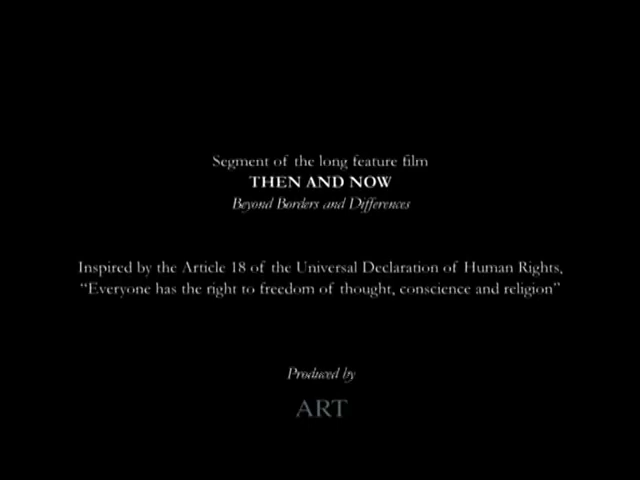 Segment of the long feature film
THEN AND NOW
Beyond Borders and Differences
Inspired by the Article 18 of the Universal Declaration of Human Rights,
“Everyone has the right to freedom of thought, conscience and religion”
Produced by
ART